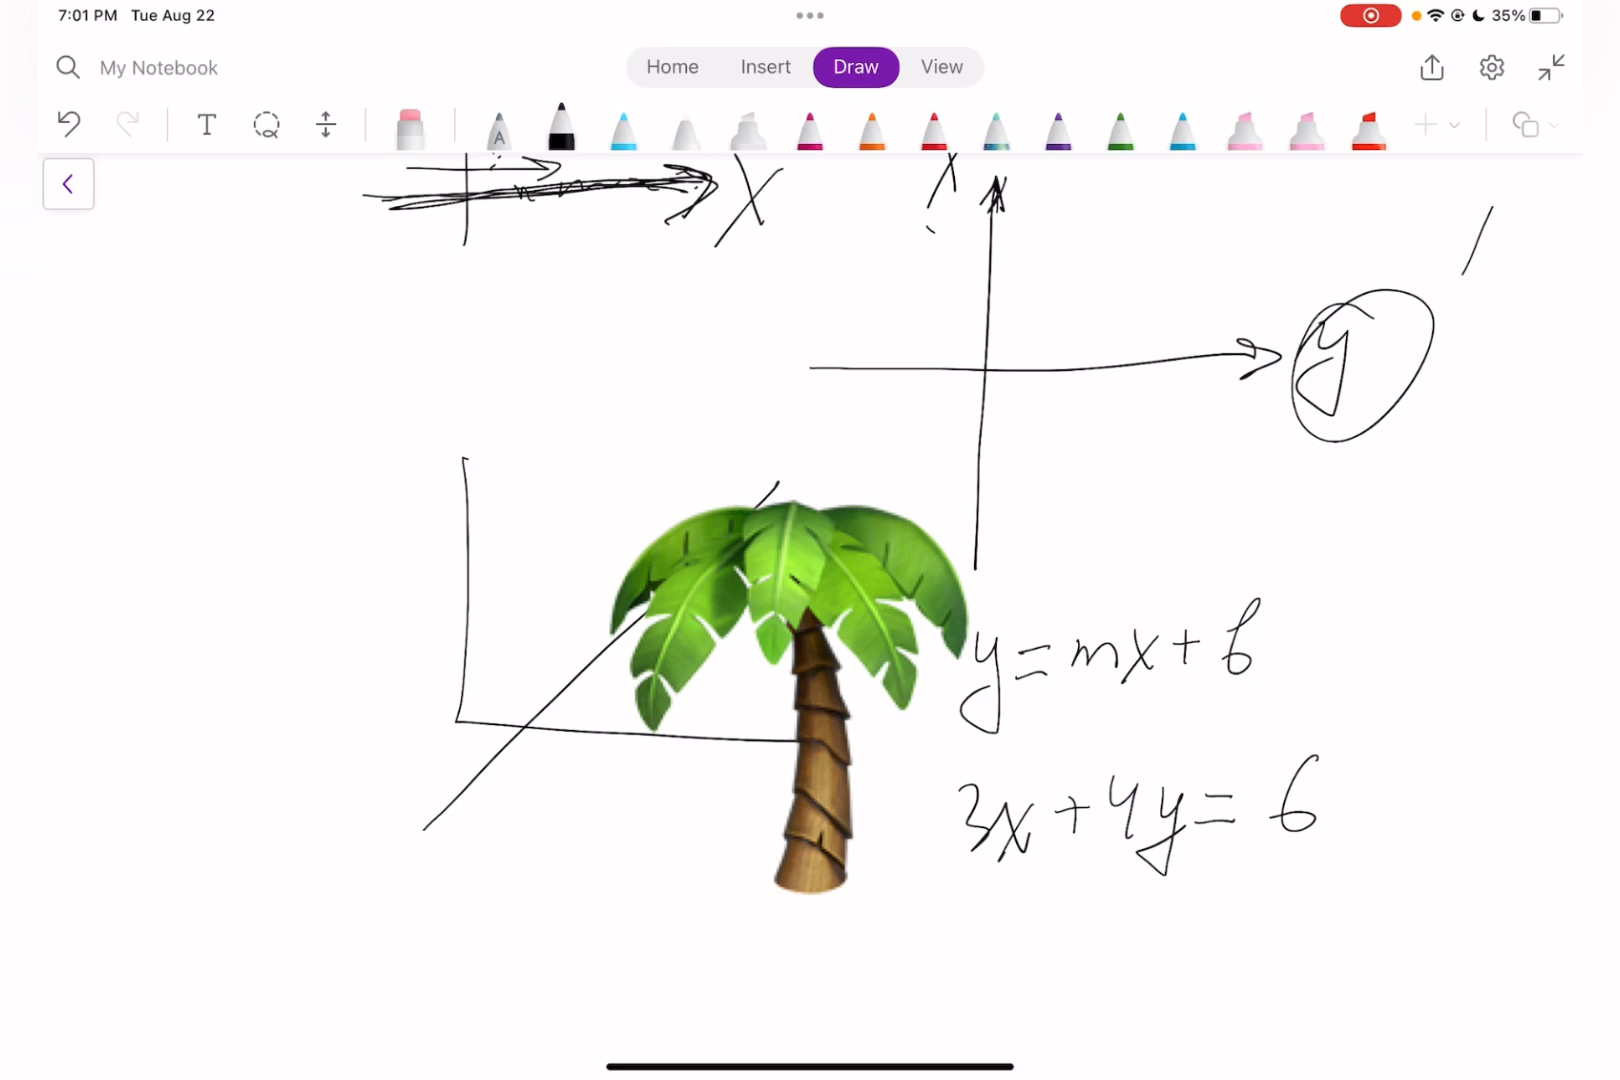 7:01 PM Tue Aug 22
35%
My Notebook
Home Insert Draw View
T
A
X
X
y
y = mx + b
3x + 4y = 6